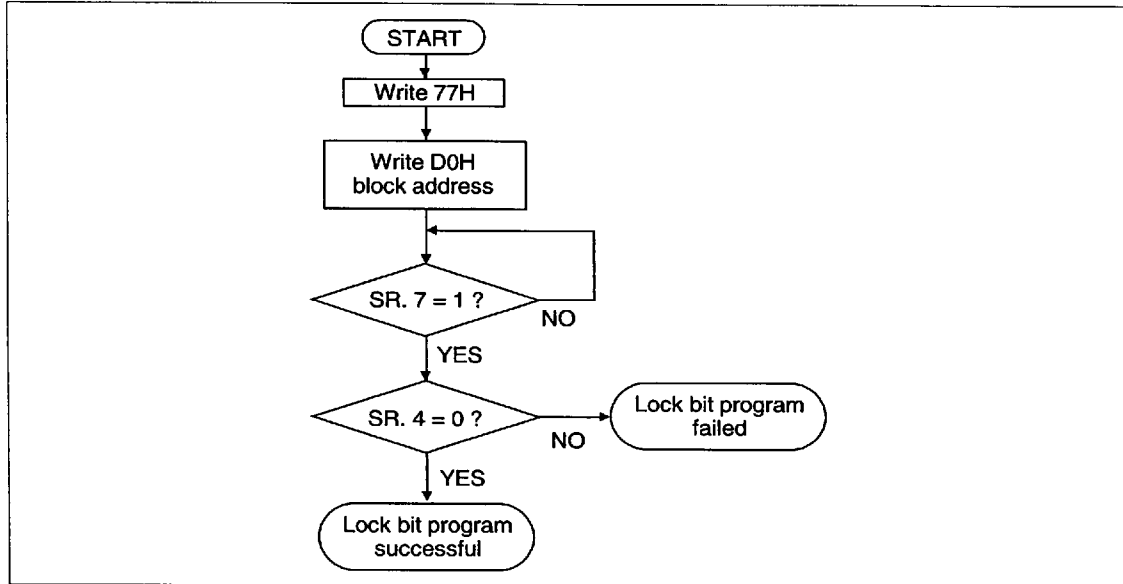 START
Write 77H
Write D0H
block address
SR. 7 = 1 ?
NO
YES
SR. 4 = 0 ?
NO
Lock bit program
failed
YES
Lock bit program
successful